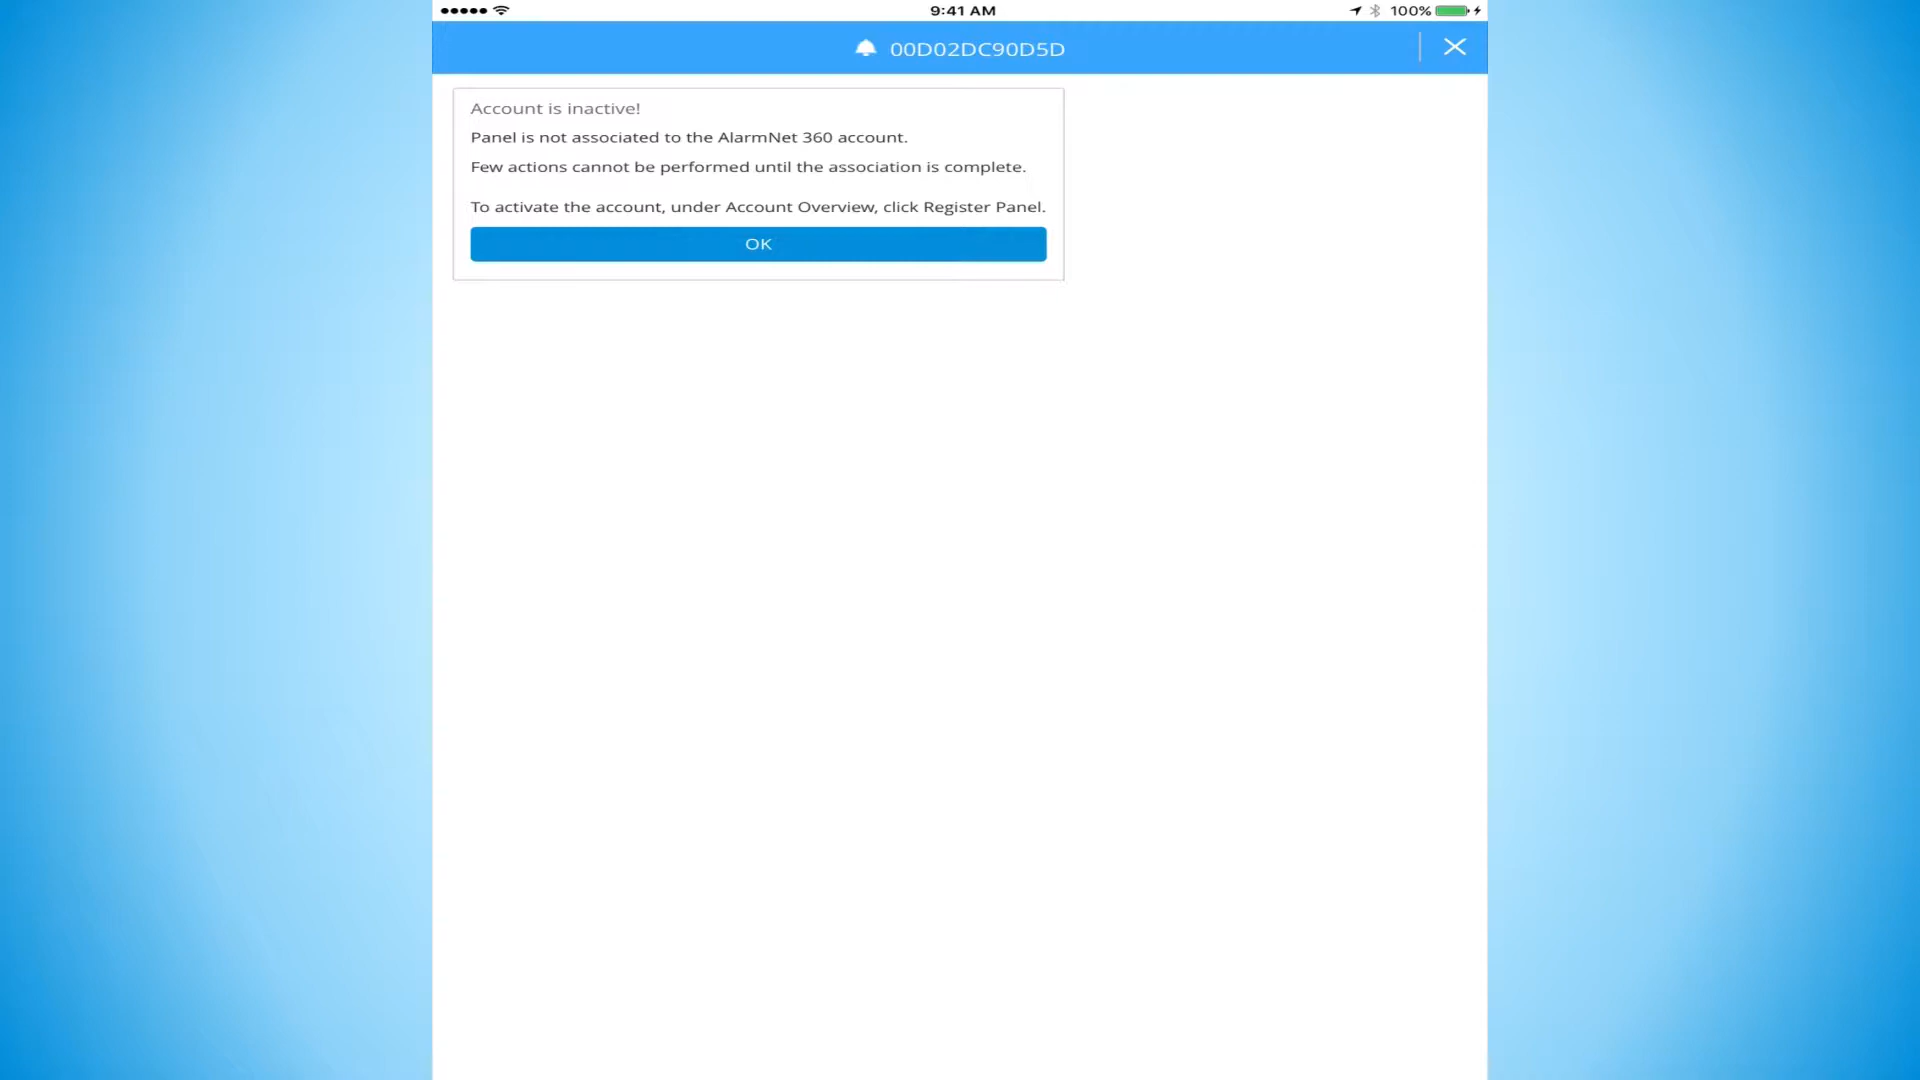 9:41 AM
100%
00D02DC90D5D
Account is inactive!
Panel is not associated to the AlarmNet 360 account.
Few actions cannot be performed until the association is complete.
To activate the account, under Account Overview, click Register Panel.
OK